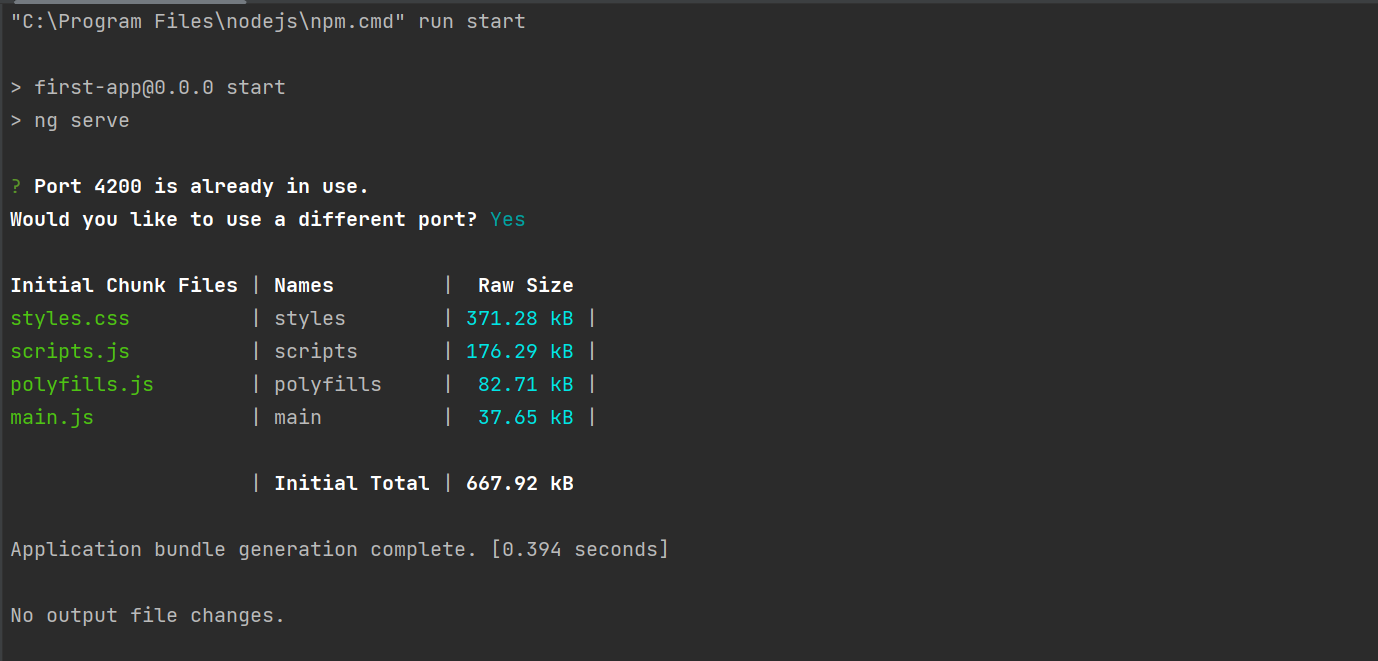 "C:\Program Files\nodejs\npm.cmd" run start
> first-app@0.0.0 start
> ng serve
? Port 4200 is already in use.
Would you like to use a different port? Yes
Initial Chunk Files | Names         |  Raw Size
styles.css          | styles        | 371.28 kB |
scripts.js          | scripts       | 176.29 kB |
polyfills.js        | polyfills     |  82.71 kB |
main.js             | main          |  37.65 kB |
                    | Initial Total | 667.92 kB
Application bundle generation complete. [0.394 seconds]
No output file changes.